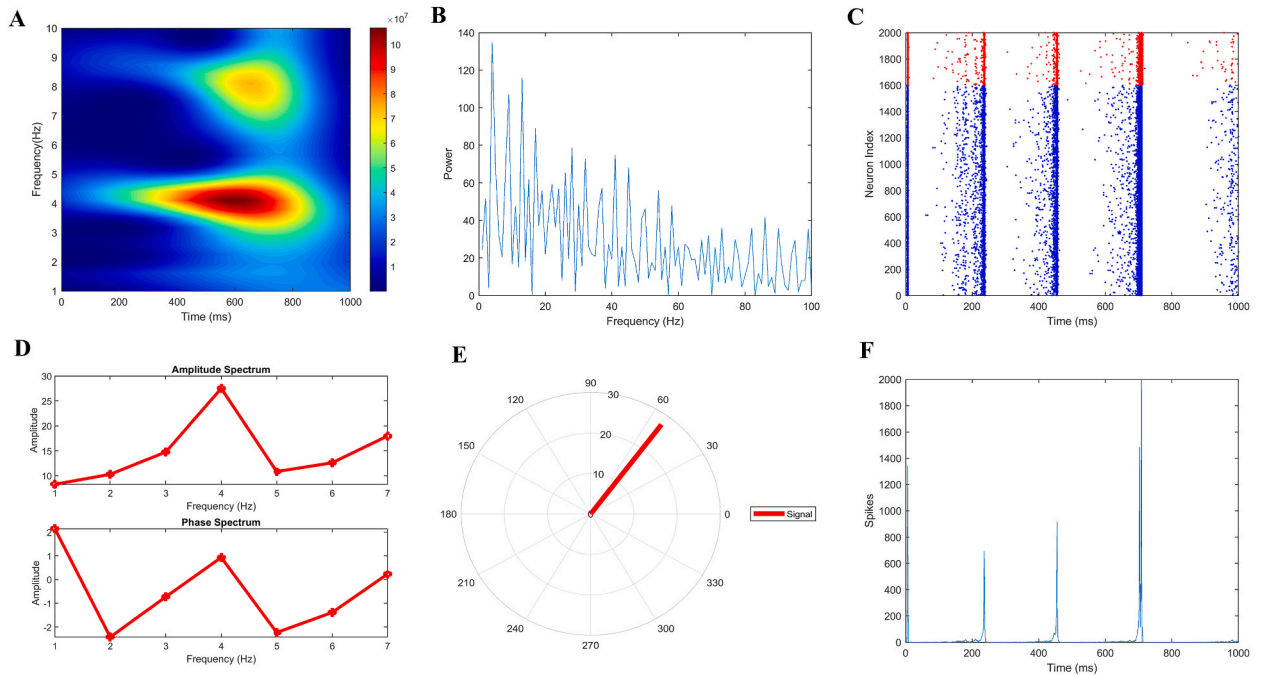 A
×10⁷
10
9
8
7
6
5
4
3
2
1
Frequency(Hz)
0 200 400 600 800 1000
Time (ms)
10
9
8
7
6
5
4
3
2
1
B
140
120
100
80
60
40
20
0
Power
0 20 40 60 80 100
Frequency (Hz)
C
2000
1800
1600
1400
1200
1000
800
600
400
200
0
Neuron Index
0 200 400 600 800 1000
Time (ms)
D
Amplitude Spectrum
30
25
20
15
10
Amplitude
1 2 3 4 5 6 7
Frequency (Hz)
Phase Spectrum
2
1
0
-1
-2
Amplitude
1 2 3 4 5 6 7
Frequency (Hz)
E
90
120 60
30
150 30
20
10
180 0 0
Signal
210 330
240 300
270
F
2000
1800
1600
1400
1200
1000
800
600
400
200
0
Spikes
0 200 400 600 800 1000
Time (ms)